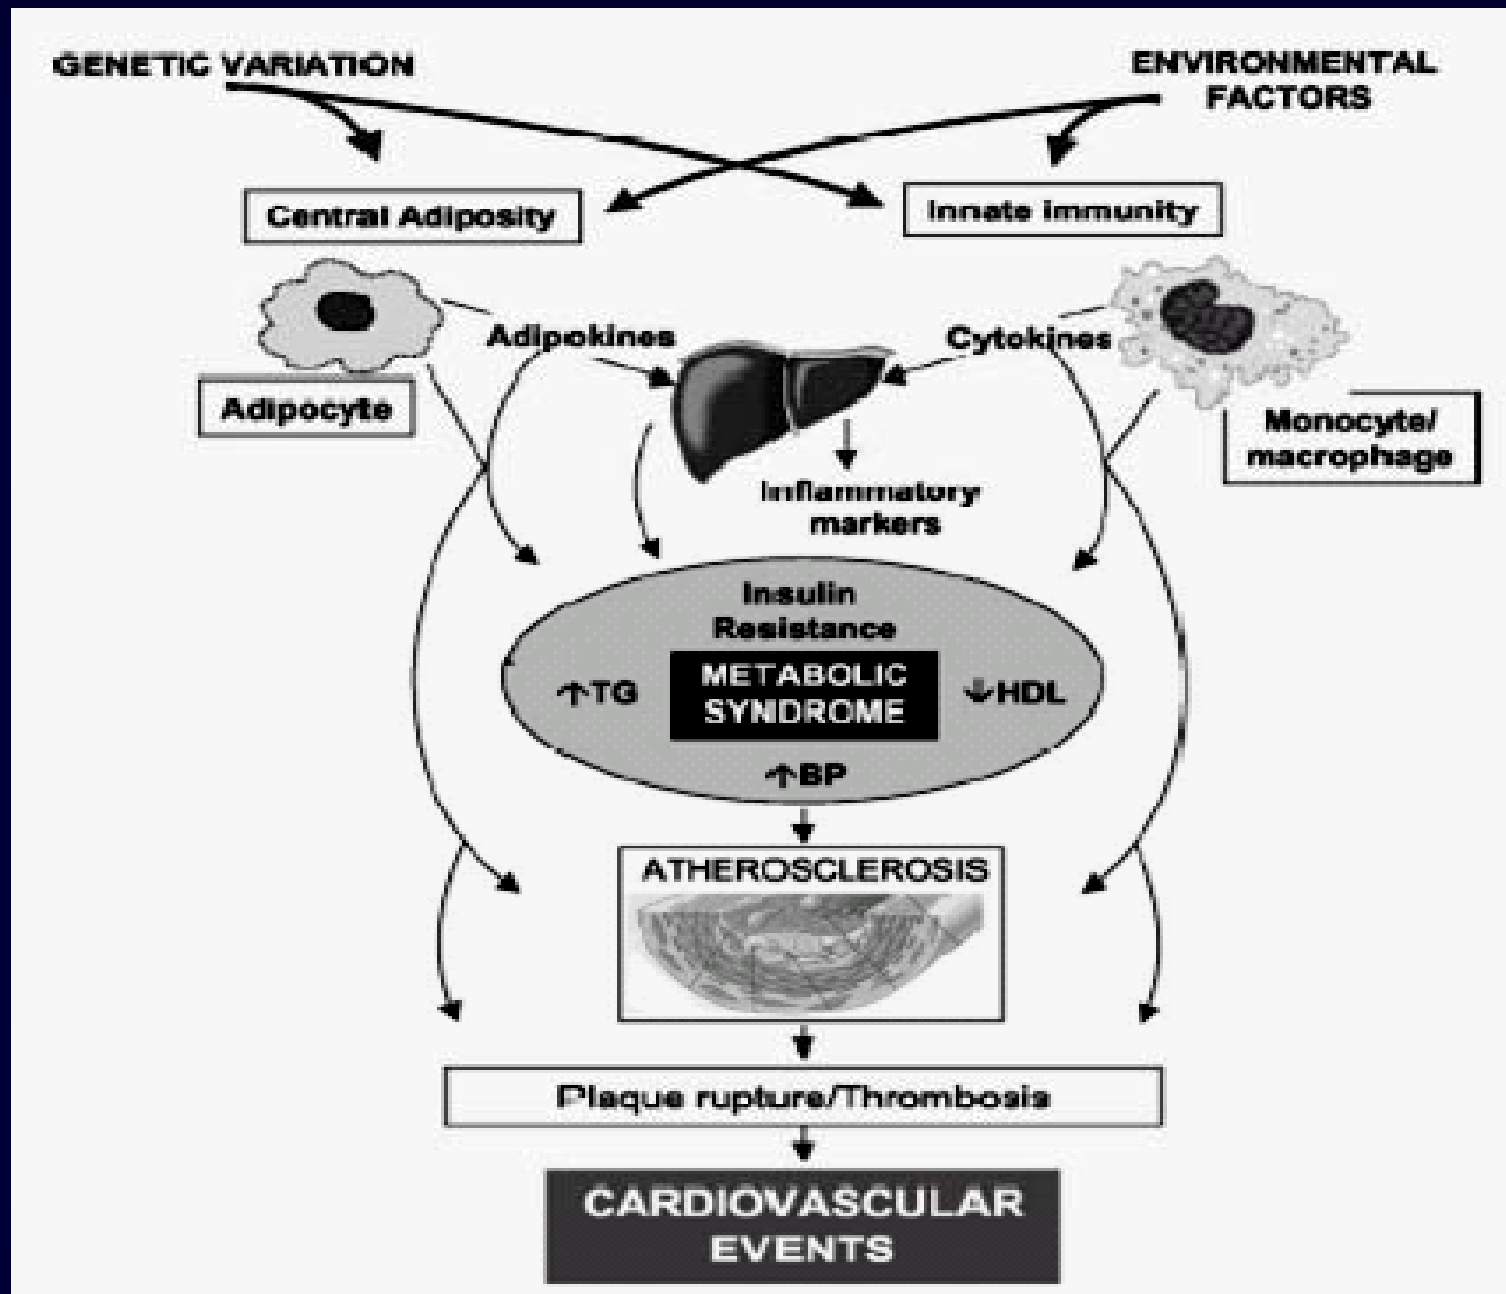 GENETIC VARIATION
ENVIRONMENTAL
FACTORS
Central Adiposity
Innate immunity
Adipokines
Cytokines
Adipocyte
Monocyte/
macrophage
Inflammatory
markers
Insulin
Resistance
↑TG
METABOLIC
SYNDROME
↓HDL
↑BP
ATHEROSCLEROSIS
Plaque rupture/Thrombosis
CARDIOVASCULAR
EVENTS